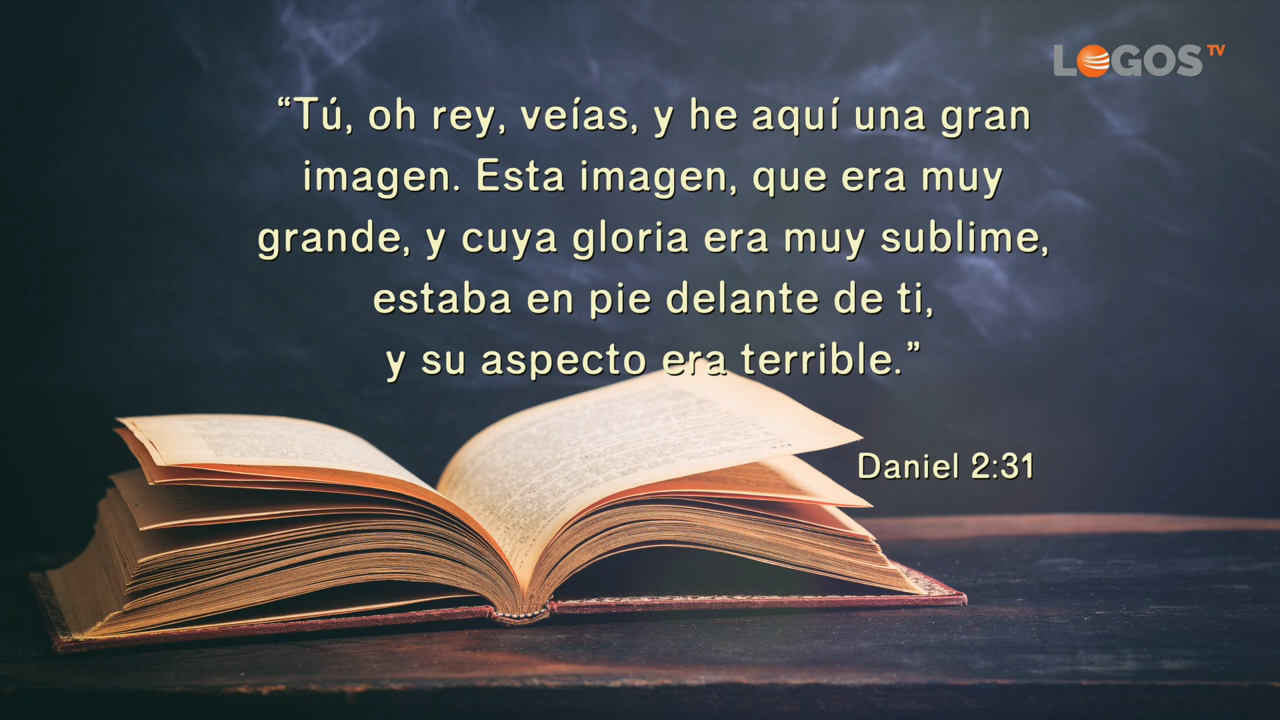 LOGOS TV
“Tú, oh rey, veías, y he aquí una gran
imagen. Esta imagen, que era muy
grande, y cuya gloria era muy sublime,
estaba en pie delante de ti,
y su aspecto era terrible.”
Daniel 2:31